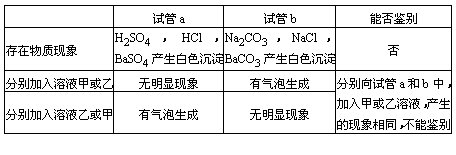 试管 a 试管 b 能否鉴别
存在物质现象 H₂SO₄ ， HCl ， Na₂CO₃ ， NaCl ， 否
BaSO₄ 产生白色沉淀 BaCO₃ 产生白色沉淀
分别加入溶液甲或乙 无明显现象 有气泡生成 分别向试管 a 和 b 中，
加入甲或乙溶液，产生
的现象相同，不能鉴别
分别加入溶液乙或甲 有气泡生成 无明显现象